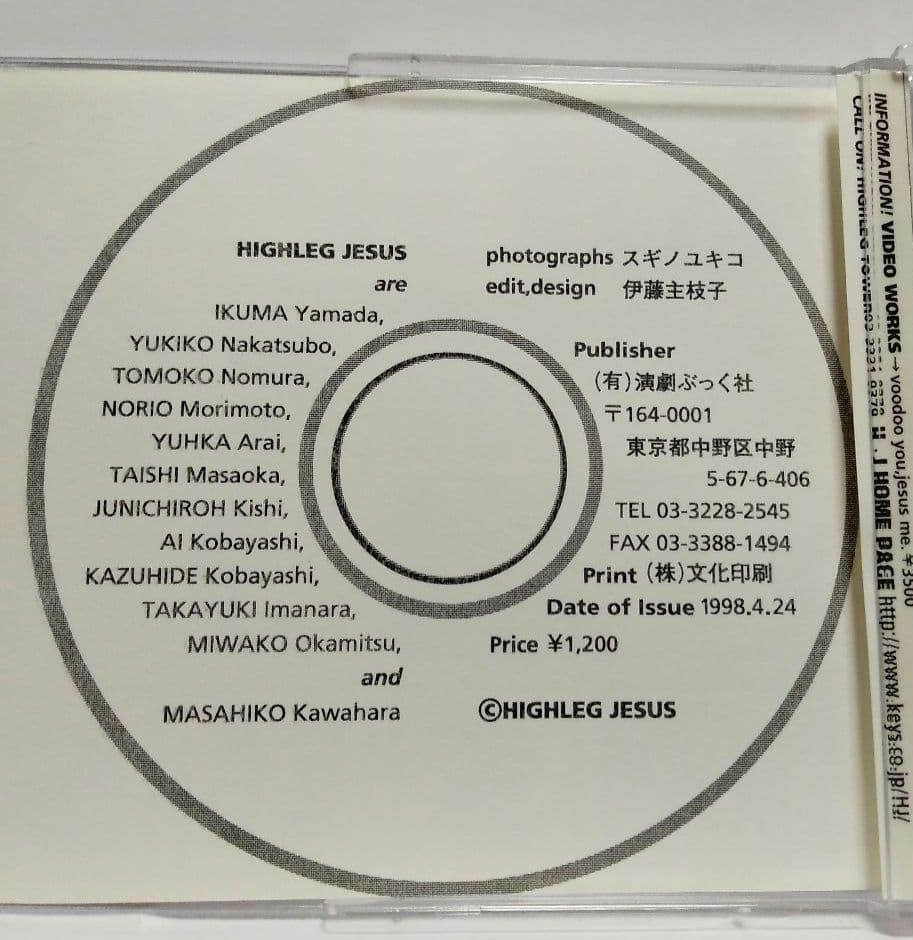 HIGHLEG JESUS
are
IKUMA Yamada,
YUKIKO Nakatsubo,
TOMOKO Nomura,
NORIO Morimoto,
YUHKA Arai,
TAISHI Masaoka,
JUNICHIROH Kishi,
AI Kobayashi,
KAZUHIDE Kobayashi,
TAKAYUKI Imanara,
MIWAKO Okamitsu,
and
MASAHIKO Kawahara
photographs スギノユキコ
edit,design 伊藤主枝子
Publisher
(有)演劇ぶっく社
〒164-0001
東京都中野区中野
5-67-6-406
TEL 03-3228-2545
FAX 03-3388-1494
Print (株)文化印刷
Date of Issue 1998.4.24
Price ¥1,200
©HIGHLEG JESUS
INFORMATION! VIDEO WORKS→voodoo you,jesus me. ¥3500
CALL ON! HIGHLEG TOWER H.J HOME PAGE http://www.keys.